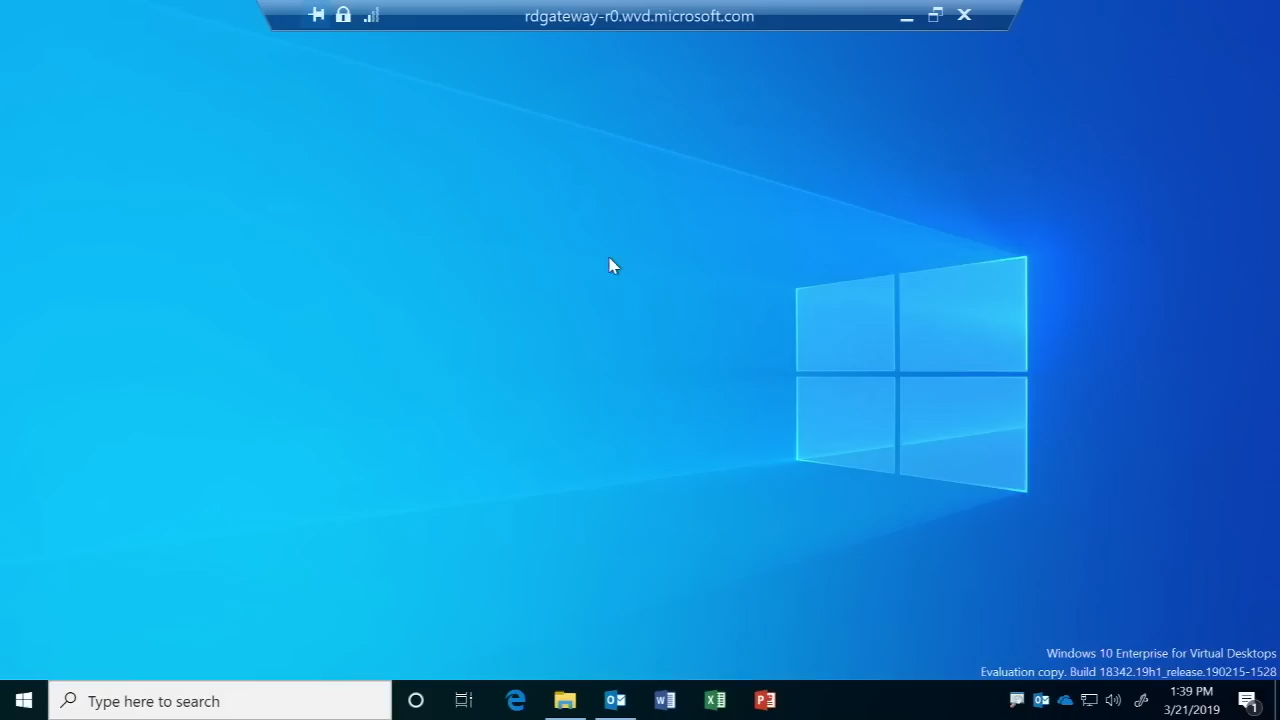 rdgateway-r0.wvd.microsoft.com
Windows 10 Enterprise for Virtual Desktops
Evaluation copy. Build 18342.19h1_release.190215-1528
Type here to search
1:39 PM
3/21/2019
1